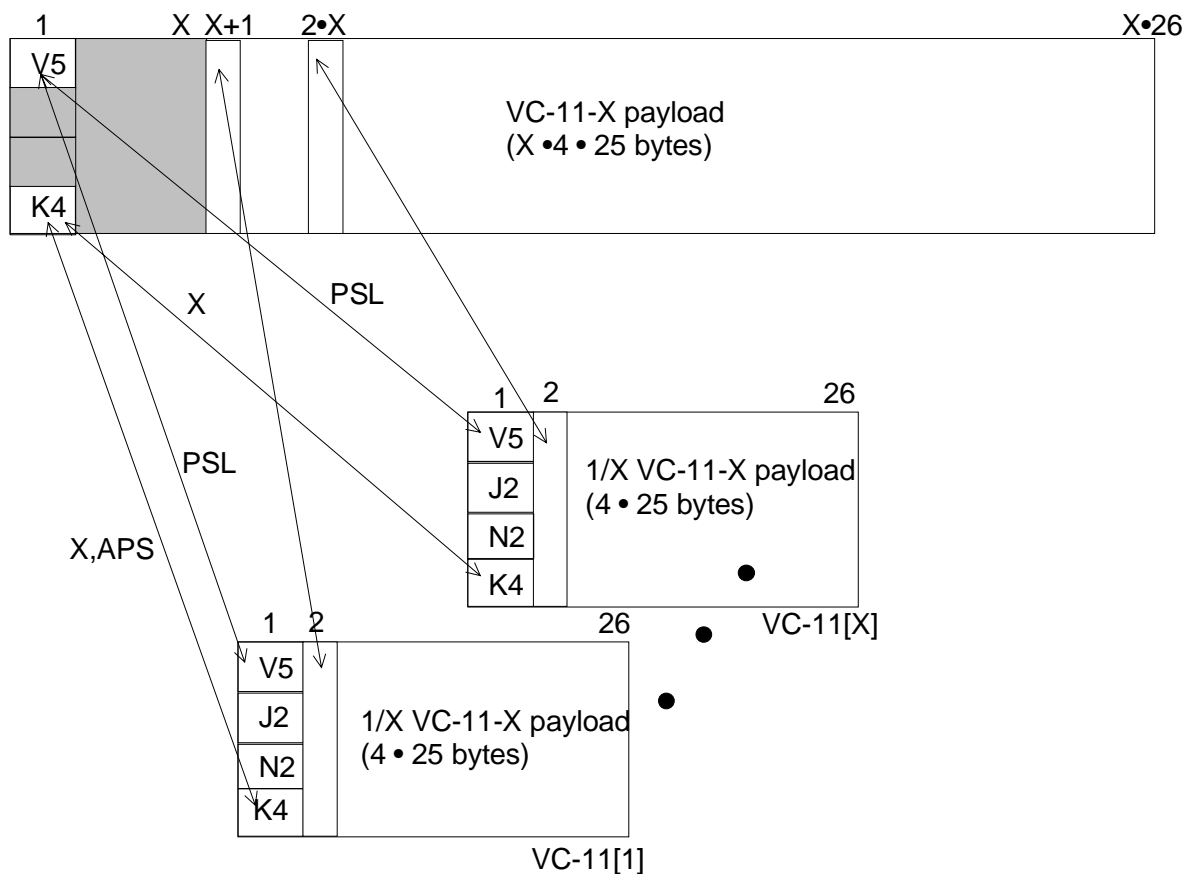 1 X X+1 2•X X•26
V5
VC-11-X payload
(X •4 • 25 bytes)
K4
X
PSL
1 2 26
V5
1/X VC-11-X payload
(4 • 25 bytes)
J2
N2
K4
VC-11[X]
PSL
X,APS
1 2 26
V5
1/X VC-11-X payload
(4 • 25 bytes)
J2
N2
K4
VC-11[1]